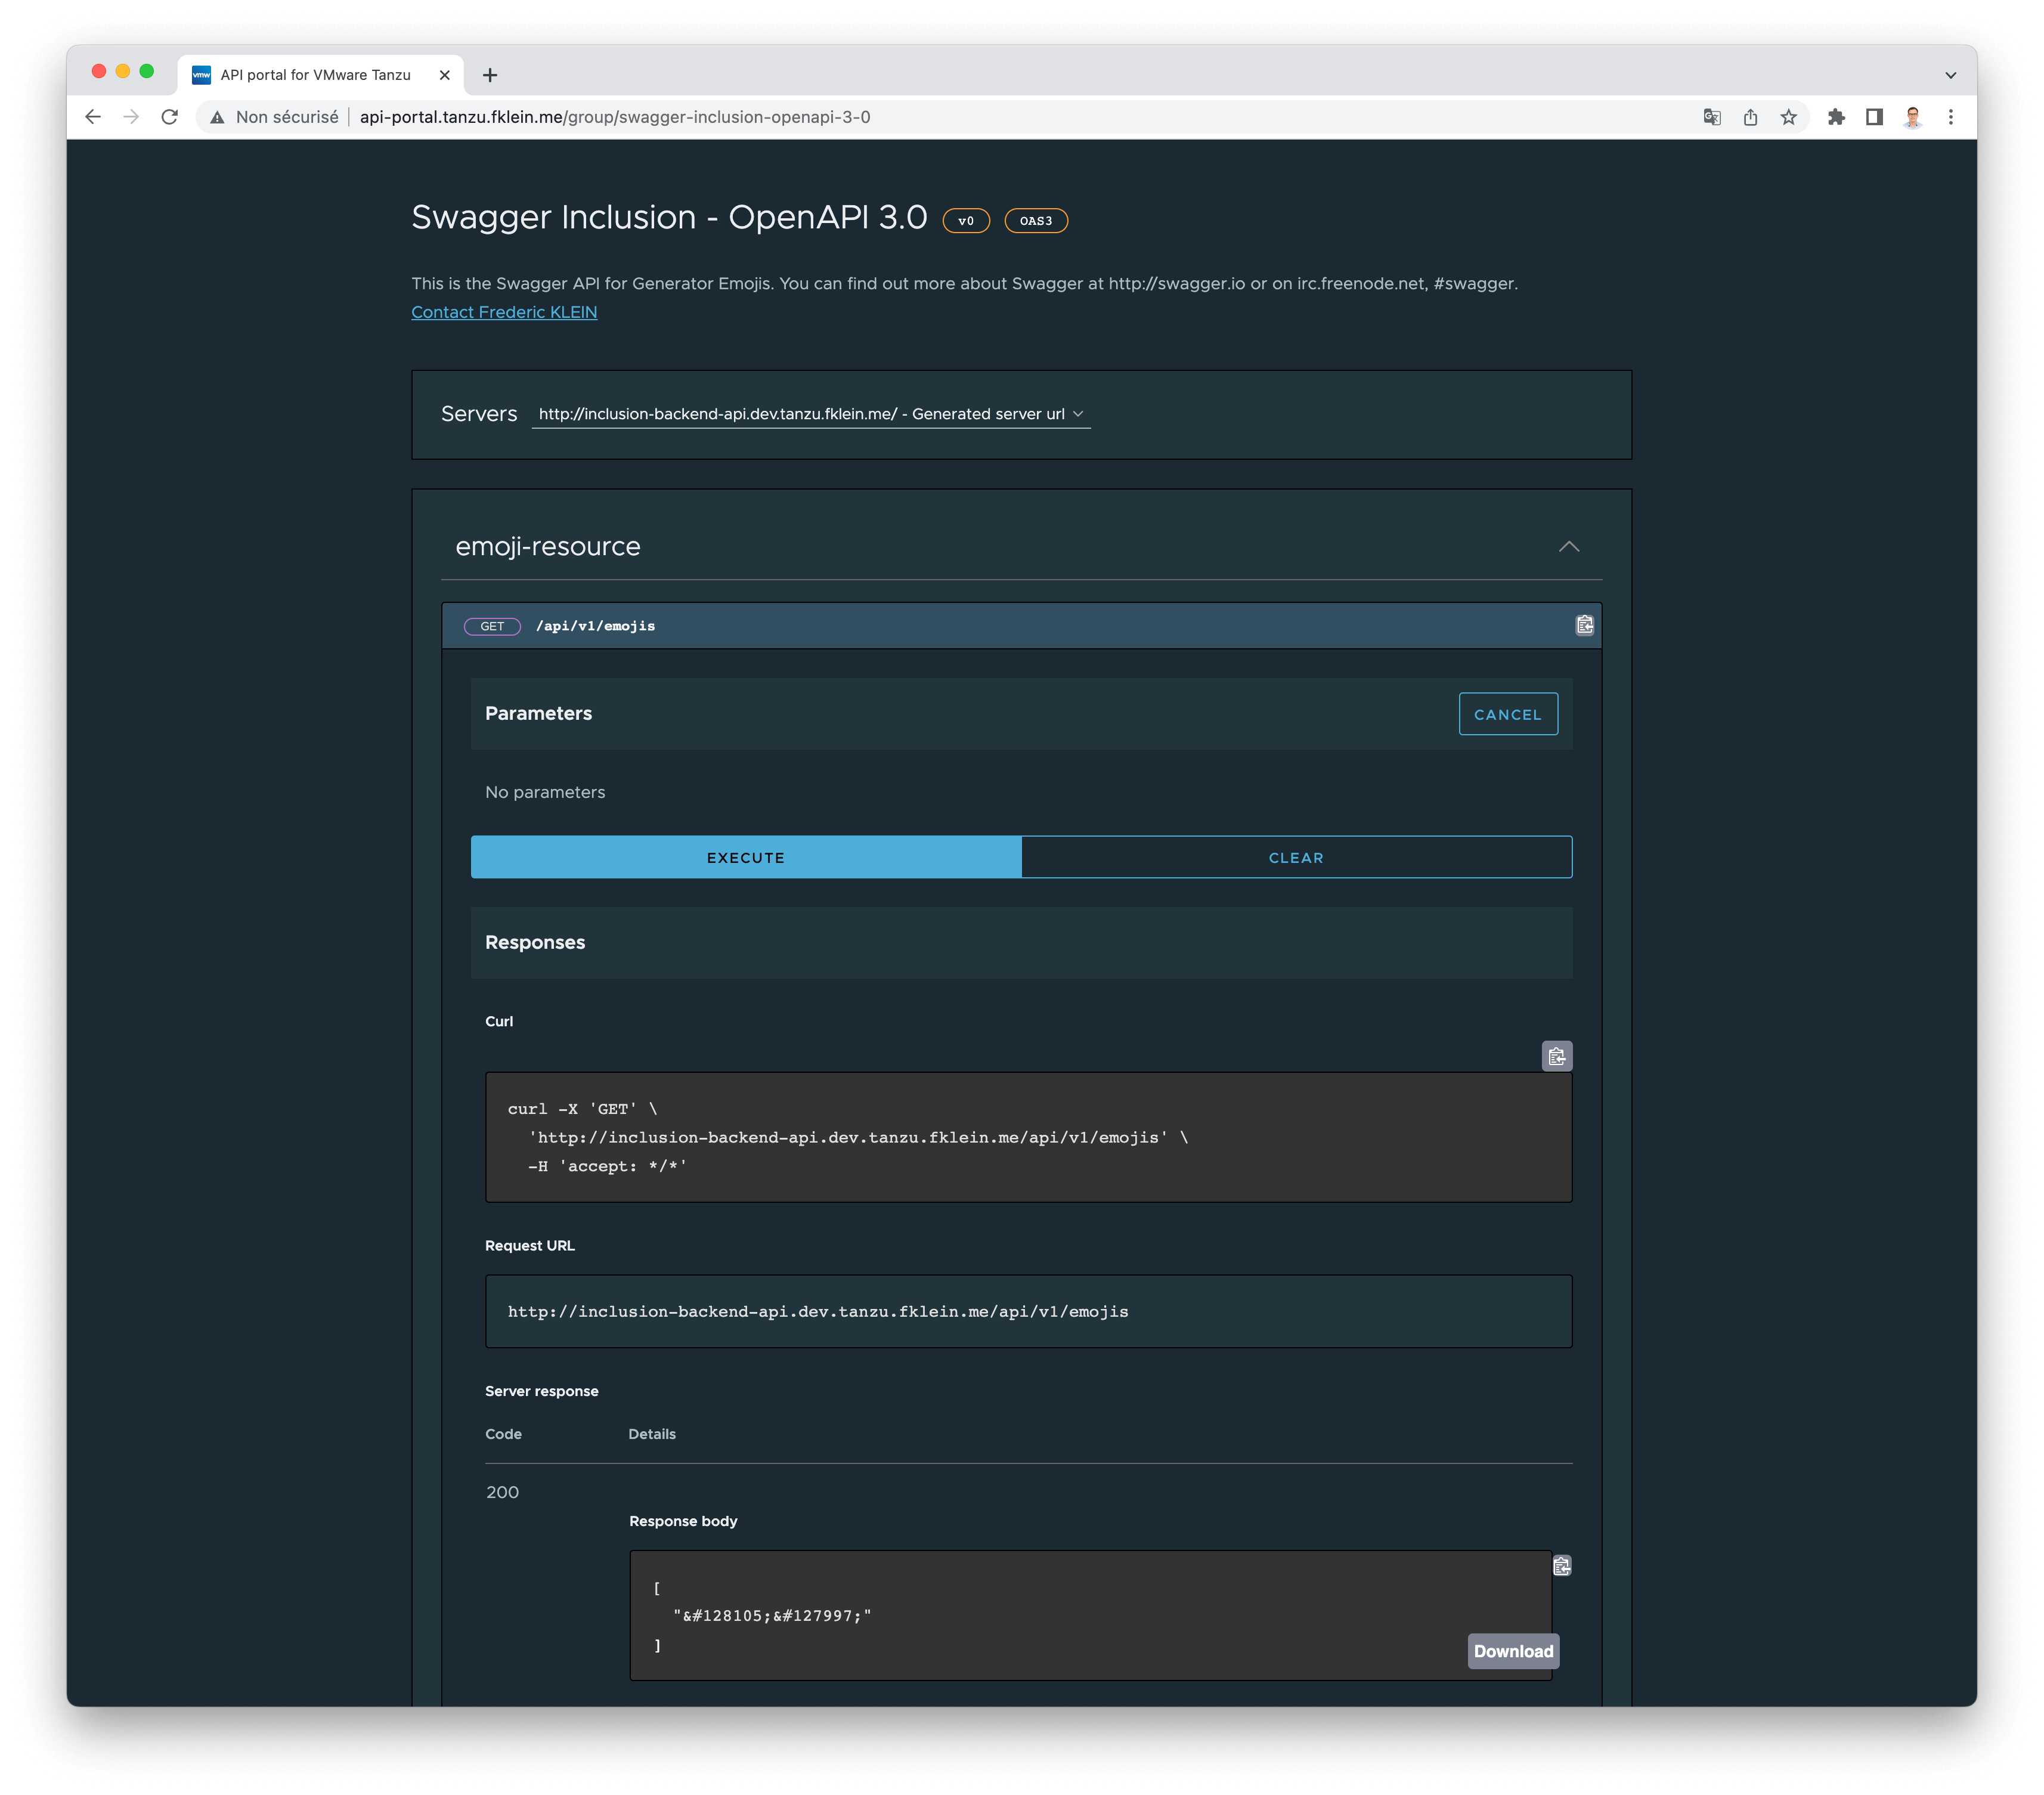 vmw API portal for VMware Tanzu
Non sécurisé api-portal.tanzu.fklein.me/group/swagger-inclusion-openapi-3-0
Swagger Inclusion - OpenAPI 3.0 v0 OAS3
This is the Swagger API for Generator Emojis. You can find out more about Swagger at http://swagger.io or on irc.freenode.net, #swagger.
Contact Frederic KLEIN
Servers http://inclusion-backend-api.dev.tanzu.fklein.me/ - Generated server url
emoji-resource
GET /api/v1/emojis
Parameters CANCEL
No parameters
EXECUTE CLEAR
Responses
Curl
curl -X 'GET' \
'http://inclusion-backend-api.dev.tanzu.fklein.me/api/v1/emojis' \
-H 'accept: */*'
Request URL
http://inclusion-backend-api.dev.tanzu.fklein.me/api/v1/emojis
Server response
Code Details
200
Response body
[
"&#128105;&#127997;"
]
Download